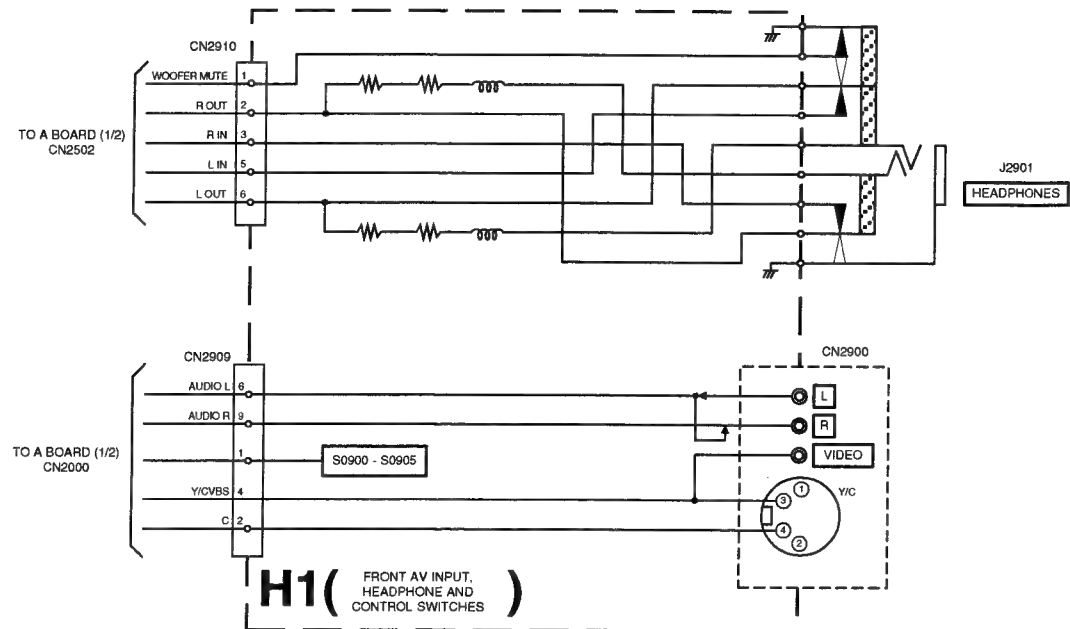 CN2910
WOOFER MUTE 1
R OUT 2
R IN 3
L IN 5
L OUT 6
TO A BOARD (1/2)
CN2502
J2901
HEADPHONES
CN2909
CN2900
AUDIO L 6
L
AUDIO R 9
R
TO A BOARD (1/2)
CN2000
1
S0900 - S0905
VIDEO
Y/CVBS 4
1
3
Y/C
C 2
4
2
H1( FRONT AV INPUT,
HEADPHONE AND
CONTROL SWITCHES )